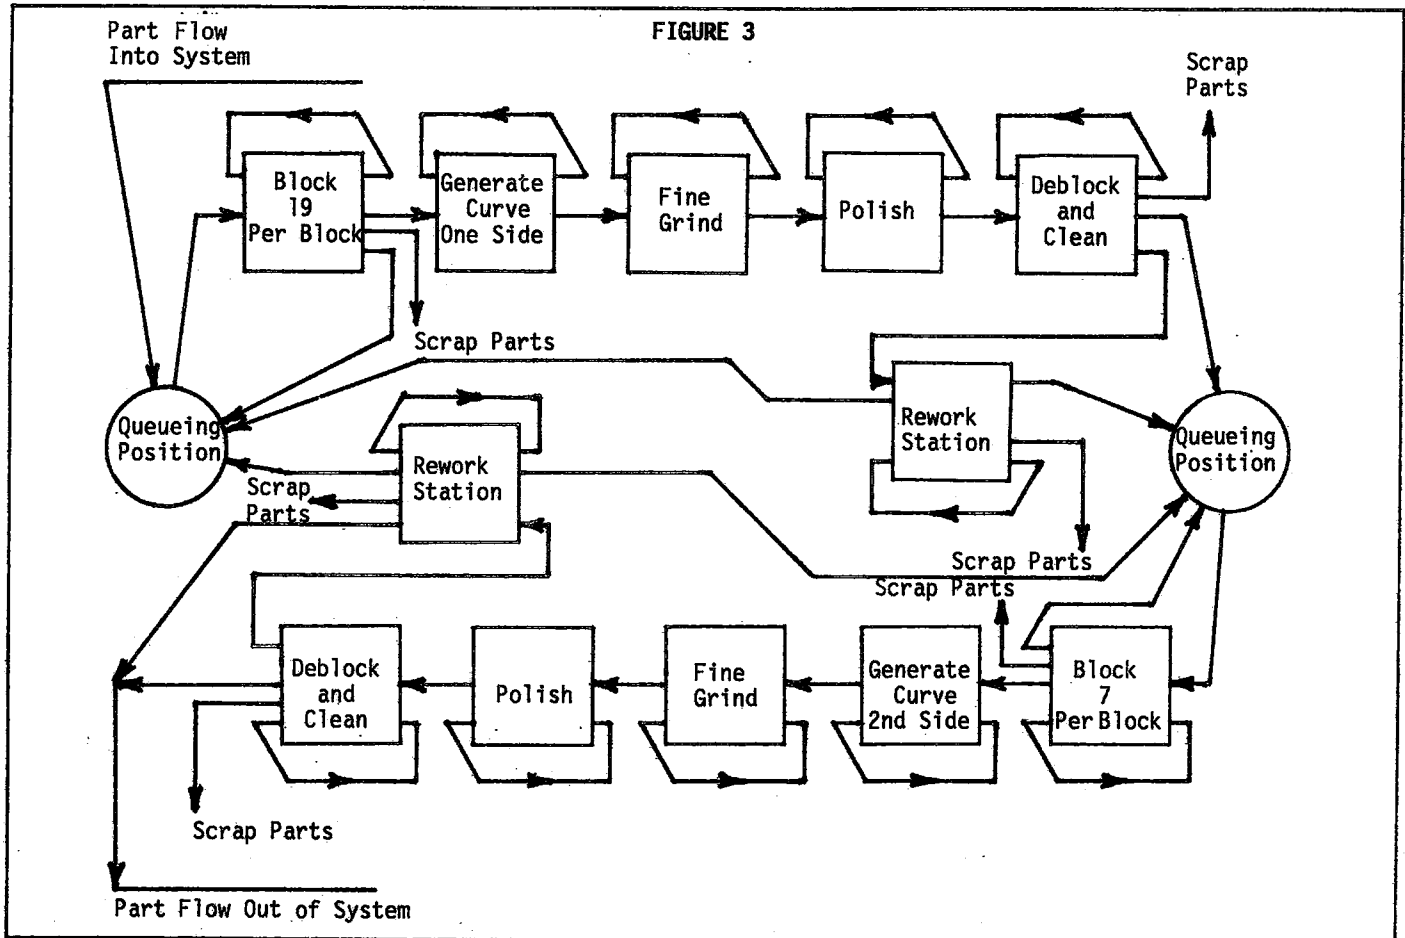 FIGURE 3
Part Flow
Into System
Scrap
Parts
Block
19
Per Block
Generate
Curve
One Side
Fine
Grind
Polish
Deblock
and
Clean
Scrap Parts
Queueing
Position
Rework
Station
Scrap
Parts
Rework
Station
Queueing
Position
Scrap Parts
Scrap Parts
Deblock
and
Clean
Polish
Fine
Grind
Generate
Curve
2nd Side
Block
7
Per Block
Scrap Parts
Part Flow Out of System